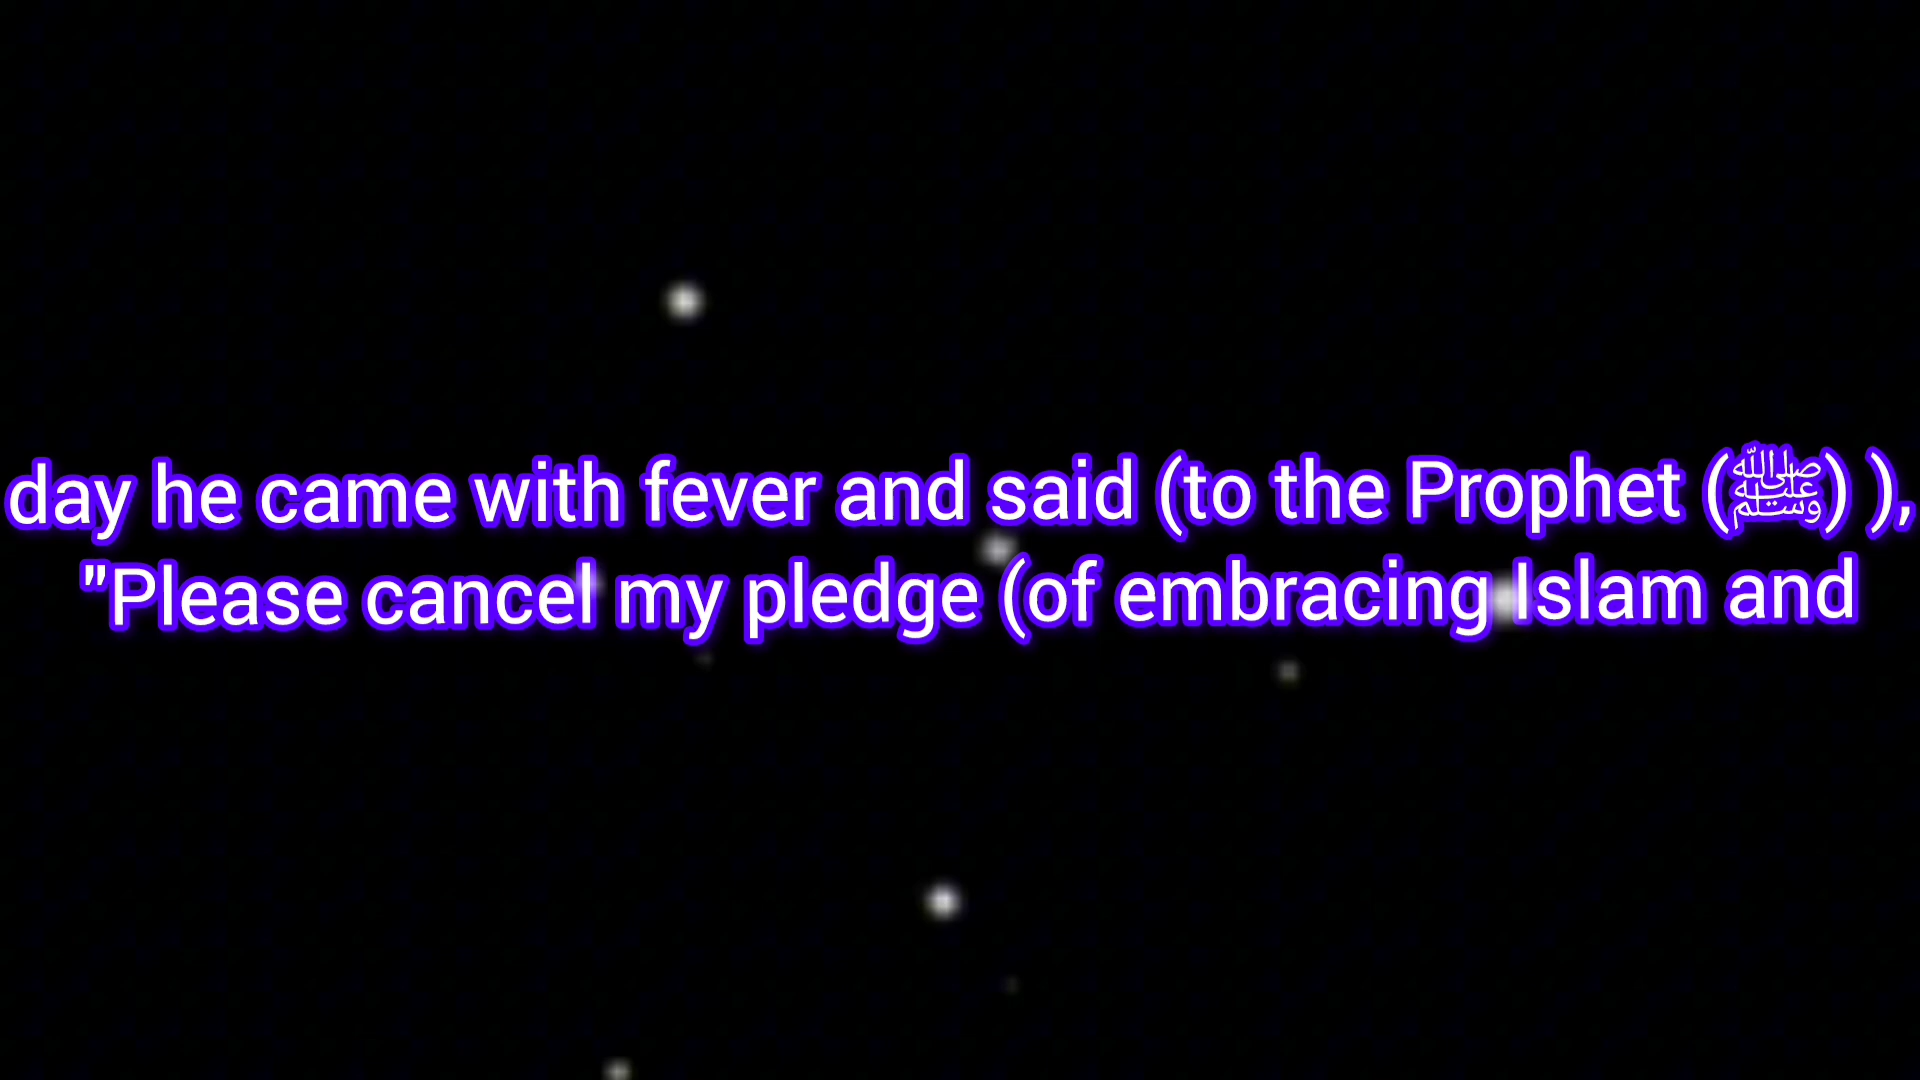 day he came with fever and said (to the Prophet (ﷺ) ),
"Please cancel my pledge (of embracing Islam and